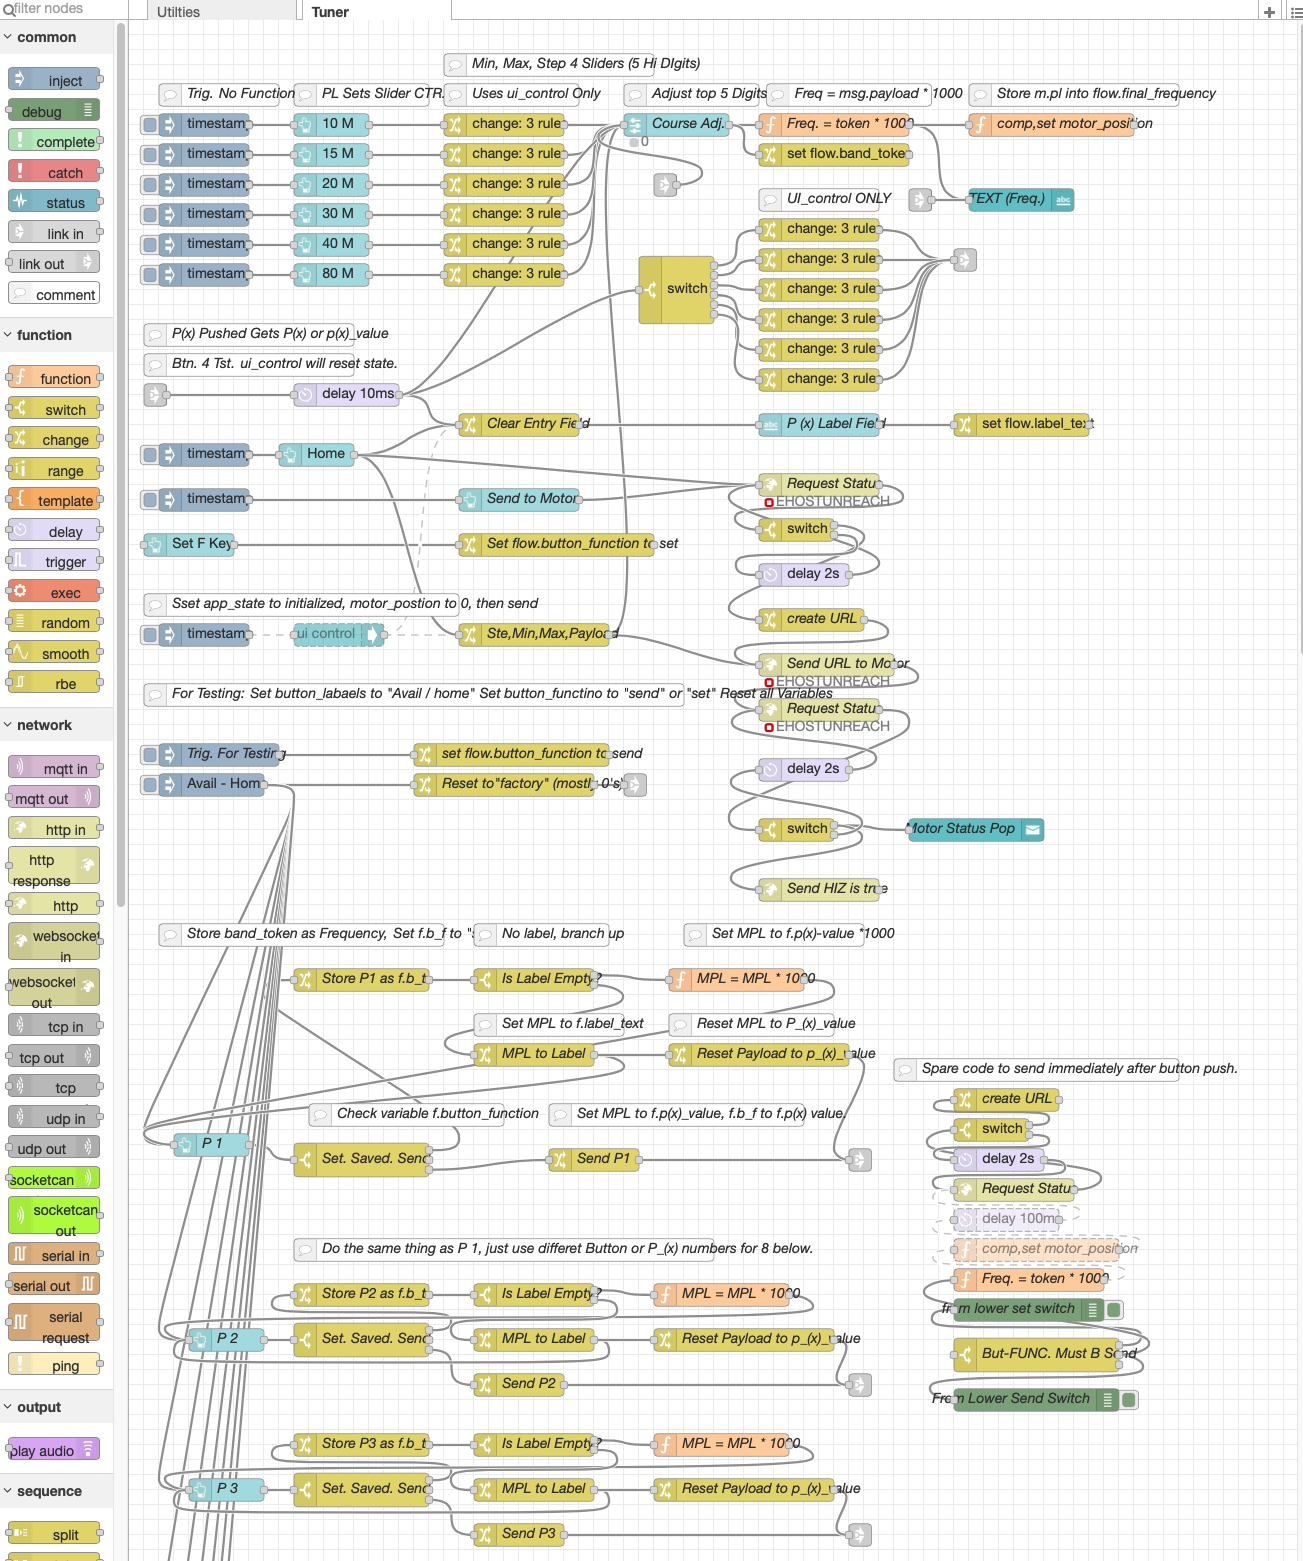 filter nodes
Utilties
Tuner
common
inject
debug
complete
catch
status
link in
link out
comment
function
function
switch
change
range
template
delay
trigger
exec
random
smooth
rbe
network
mqtt in
mqtt out
http in
http
response
http
websocket
in
websocket
out
tcp in
tcp out
tcp
udp in
udp out
socketcan
socketcan
out
serial in
serial out
serial
request
ping
output
play audio
sequence
split
Min, Max, Step 4 Sliders (5 Hi DIgits)
Trig. No Function
PL Sets Slider CTR.
Uses ui_control Only
Adjust top 5 Digits
Freq = msg.payload * 1000
Store m.pl into flow.final_frequency
timestamp
10 M
change: 3 rules
Course Adj.
Freq. = token * 1000
comp,set motor_position
0
timestamp
15 M
change: 3 rules
set flow.band_token
timestamp
20 M
change: 3 rules
UI_control ONLY
TEXT (Freq.)
timestamp
30 M
change: 3 rules
change: 3 rules
timestamp
40 M
change: 3 rules
change: 3 rules
timestamp
80 M
change: 3 rules
switch
change: 3 rules
change: 3 rules
change: 3 rules
change: 3 rules
P(x) Pushed Gets P(x) or p(x)_value
Btn. 4 Tst. ui_control will reset state.
delay 10ms
Clear Entry Field
P (x) Label Field
set flow.label_text
timestamp
Home
Request Status
EHOSTUNREACH
timestamp
Send to Motor
switch
Set F Key
Set flow.button_function to set
delay 2s
Sset app_state to initialized, motor_postion to 0, then send
create URL
timestamp
ui control
Ste,Min,Max,Payload
Send URL to Motor
EHOSTUNREACH
For Testing: Set button_labaels to "Avail / home" Set button_functino to "send" or "set" Reset all Variables
Request Status
EHOSTUNREACH
Trig. For Testing
set flow.button_function to send
delay 2s
Avail - Home
Reset to"factory" (mostly 0's)
switch
Motor Status Pop
Send HIZ is true
Store band_token as Frequency, Set f.b_f to "s
No label, branch up
Set MPL to f.p(x)-value *1000
Store P1 as f.b_t
Is Label Empty?
MPL = MPL * 1000
Set MPL to f.label_text
Reset MPL to P_(x)_value
MPL to Label
Reset Payload to p_(x)_value
Check variable f.button_function
Set MPL to f.p(x)_value, f.b_f to f.p(x) value.
P 1
Set. Saved. Send
Send P1
Do the same thing as P 1, just use differet Button or P_(x) numbers for 8 below.
Store P2 as f.b_t
Is Label Empty?
MPL = MPL * 1000
P 2
Set. Saved. Send
MPL to Label
Reset Payload to p_(x)_value
Send P2
Store P3 as f.b_t
Is Label Empty?
MPL = MPL * 1000
P 3
Set. Saved. Send
MPL to Label
Reset Payload to p_(x)_value
Send P3
Spare code to send immediately after button push.
create URL
switch
delay 2s
Request Status
delay 100ms
comp,set motor_position
Freq. = token * 1000
from lower set switch
But-FUNC. Must B Send
From Lower Send Switch